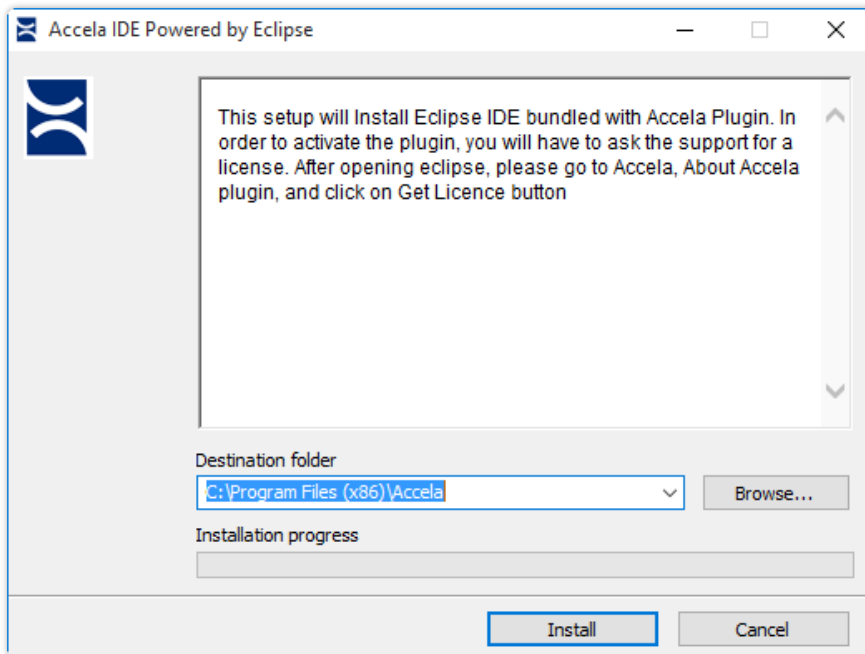 Accela IDE Powered by Eclipse
This setup will Install Eclipse IDE bundled with Accela Plugin. In
order to activate the plugin, you will have to ask the support for a
license. After opening eclipse, please go to Accela, About Accela
plugin, and click on Get Licence button
Destination folder
C:\Program Files (x86)\Accela
Browse...
Installation progress
Install
Cancel